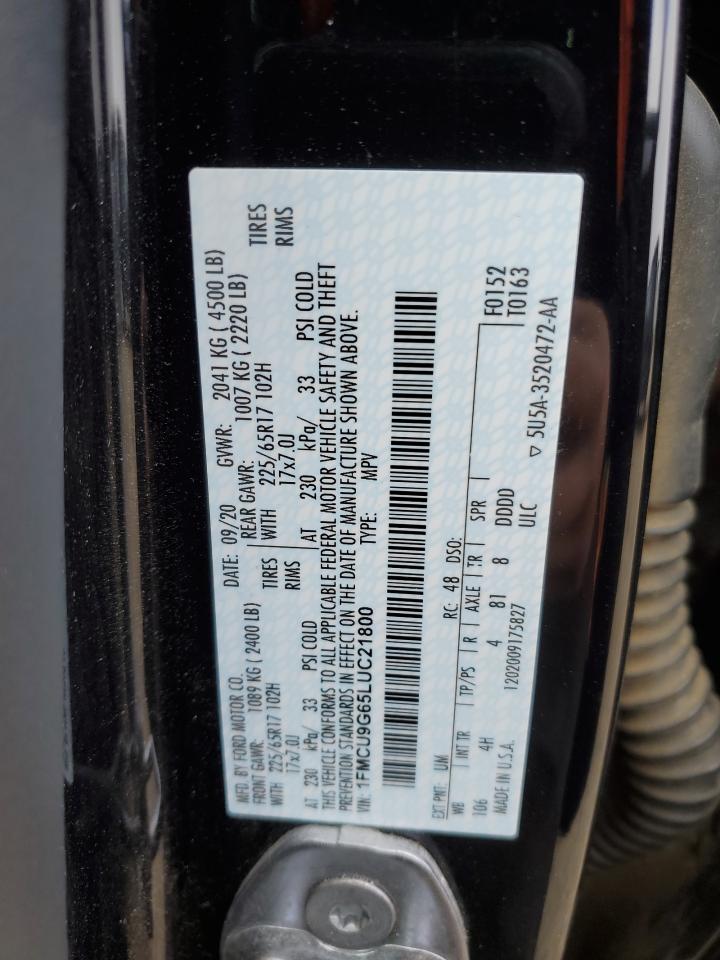 MFD. BY FORD MOTOR CO.
DATE: 09/20 GVWR: 2041 KG ( 4500 LB)
FRONT GAWR: 1089 KG ( 2400 LB) REAR GAWR: 1007 KG ( 2220 LB)
WITH 225/65R17 102H TIRES WITH 225/65R17 102H TIRES
17x7.0J RIMS 17x7.0J RIMS
AT 230 kPa/ 33 PSI COLD AT 230 kPa/ 33 PSI COLD
THIS VEHICLE CONFORMS TO ALL APPLICABLE FEDERAL MOTOR VEHICLE SAFETY AND THEFT
PREVENTION STANDARDS IN EFFECT ON THE DATE OF MANUFACTURE SHOWN ABOVE.
VIN: 1FMCU9G65LUC21800 TYPE: MPV
EXT PNT: UM RC: 48 DSO:
WB INT TR TP/PS R AXLE TR SPR F0152
106 4H 4 81 8 DDDD T0163
MADE IN U.S.A. 1202009175827 ULC
▽ 5U5A-3520472-AA